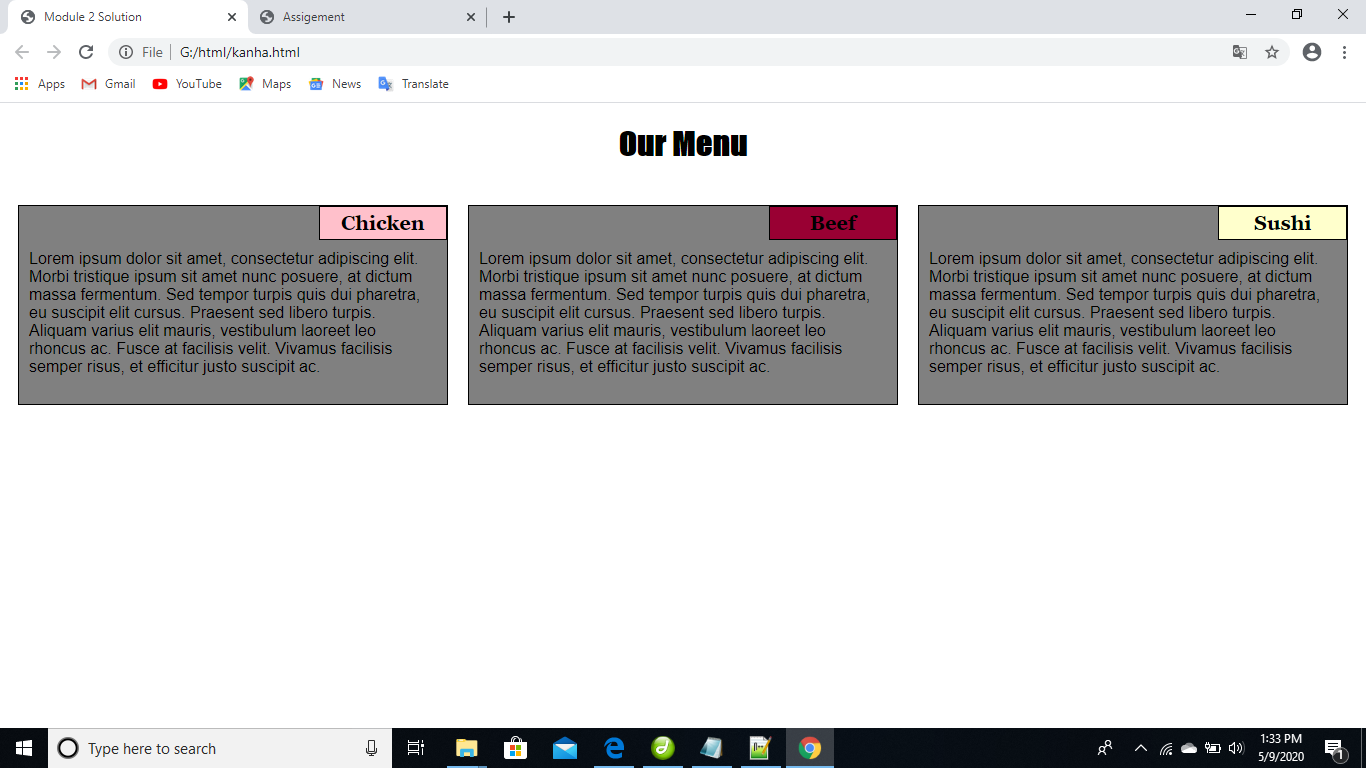 Module 2 Solution
Assigement
File
G:/html/kanha.html
Apps
Gmail
YouTube
Maps
News
Translate
Our Menu
Chicken
Lorem ipsum dolor sit amet, consectetur adipiscing elit.
Morbi tristique ipsum sit amet nunc posuere, at dictum
massa fermentum. Sed tempor turpis quis dui pharetra,
eu suscipit elit cursus. Praesent sed libero turpis.
Aliquam varius elit mauris, vestibulum laoreet leo
rhoncus ac. Fusce at facilisis velit. Vivamus facilisis
semper risus, et efficitur justo suscipit ac.
Beef
Lorem ipsum dolor sit amet, consectetur adipiscing elit.
Morbi tristique ipsum sit amet nunc posuere, at dictum
massa fermentum. Sed tempor turpis quis dui pharetra,
eu suscipit elit cursus. Praesent sed libero turpis.
Aliquam varius elit mauris, vestibulum laoreet leo
rhoncus ac. Fusce at facilisis velit. Vivamus facilisis
semper risus, et efficitur justo suscipit ac.
Sushi
Lorem ipsum dolor sit amet, consectetur adipiscing elit.
Morbi tristique ipsum sit amet nunc posuere, at dictum
massa fermentum. Sed tempor turpis quis dui pharetra,
eu suscipit elit cursus. Praesent sed libero turpis.
Aliquam varius elit mauris, vestibulum laoreet leo
rhoncus ac. Fusce at facilisis velit. Vivamus facilisis
semper risus, et efficitur justo suscipit ac.
Type here to search
1:33 PM
5/9/2020
1